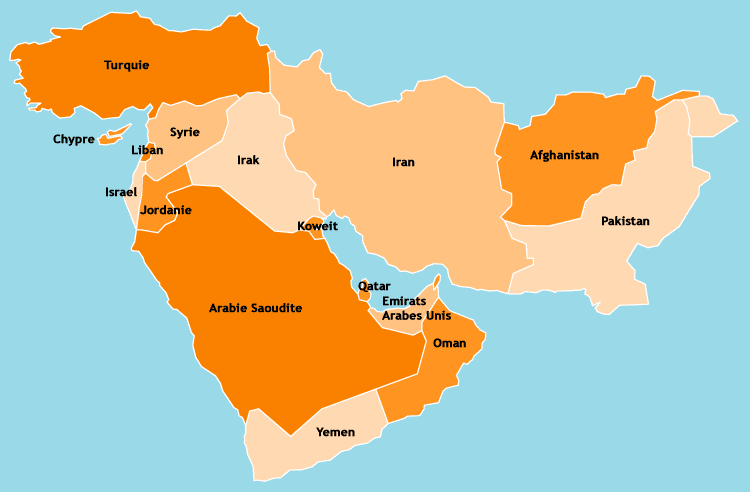 Turquie
Chypre
Syrie
Liban
Irak
Iran
Afghanistan
Israel
Jordanie
Koweit
Pakistan
Qatar
Emirats
Arabes Unis
Arabie Saoudite
Oman
Yemen